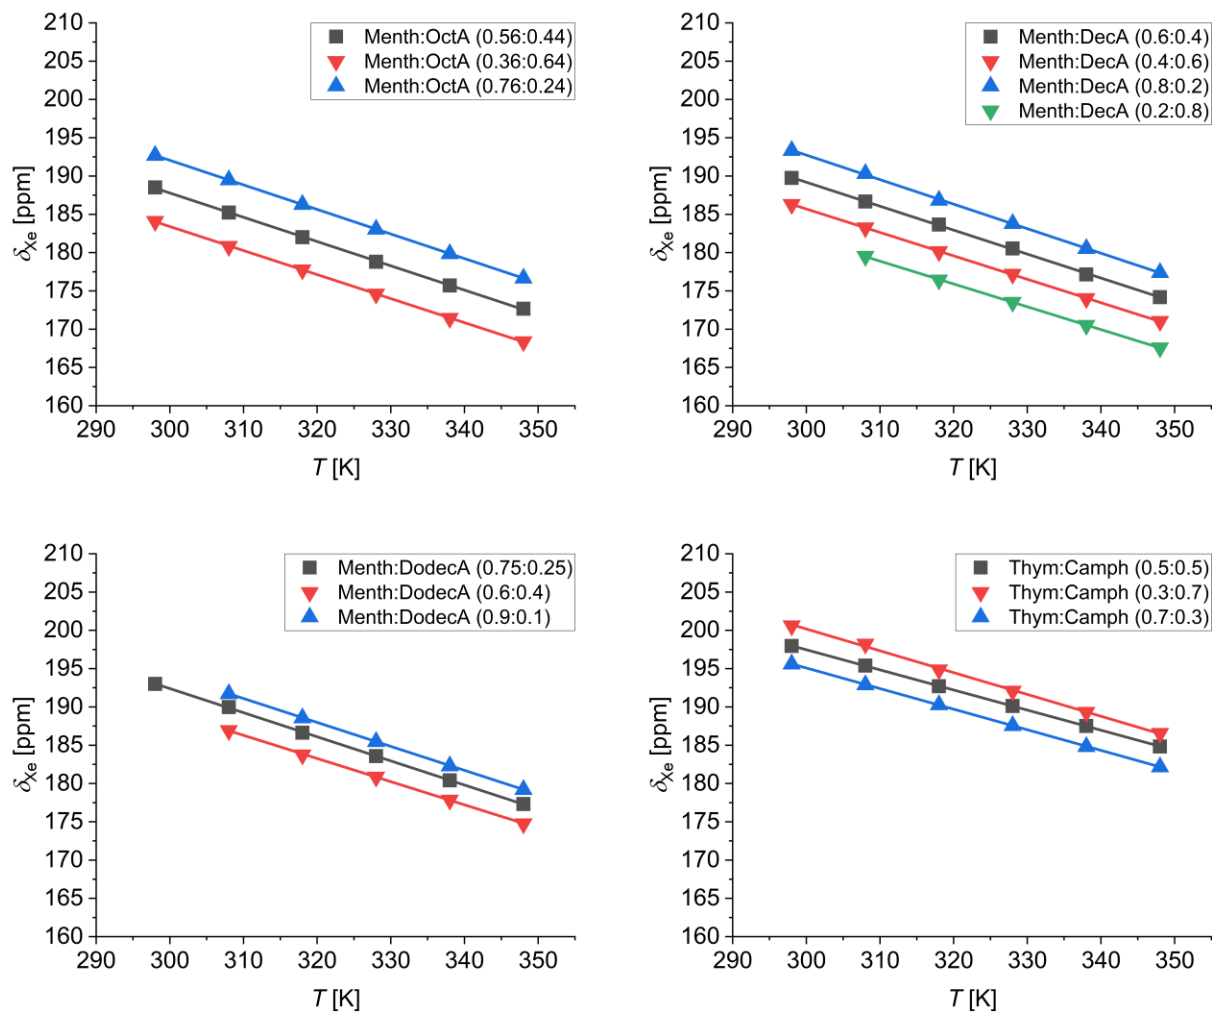 210
205
200
195
190
185
180
175
170
165
160
δXe [ppm]
290 300 310 320 330 340 350
T [K]
Menth:OctA (0.56:0.44)
Menth:OctA (0.36:0.64)
Menth:OctA (0.76:0.24)
210
205
200
195
190
185
180
175
170
165
160
δXe [ppm]
290 300 310 320 330 340 350
T [K]
Menth:DecA (0.6:0.4)
Menth:DecA (0.4:0.6)
Menth:DecA (0.8:0.2)
Menth:DecA (0.2:0.8)
210
205
200
195
190
185
180
175
170
165
160
δXe [ppm]
290 300 310 320 330 340 350
T [K]
Menth:DodecA (0.75:0.25)
Menth:DodecA (0.6:0.4)
Menth:DodecA (0.9:0.1)
210
205
200
195
190
185
180
175
170
165
160
δXe [ppm]
290 300 310 320 330 340 350
T [K]
Thym:Camph (0.5:0.5)
Thym:Camph (0.3:0.7)
Thym:Camph (0.7:0.3)